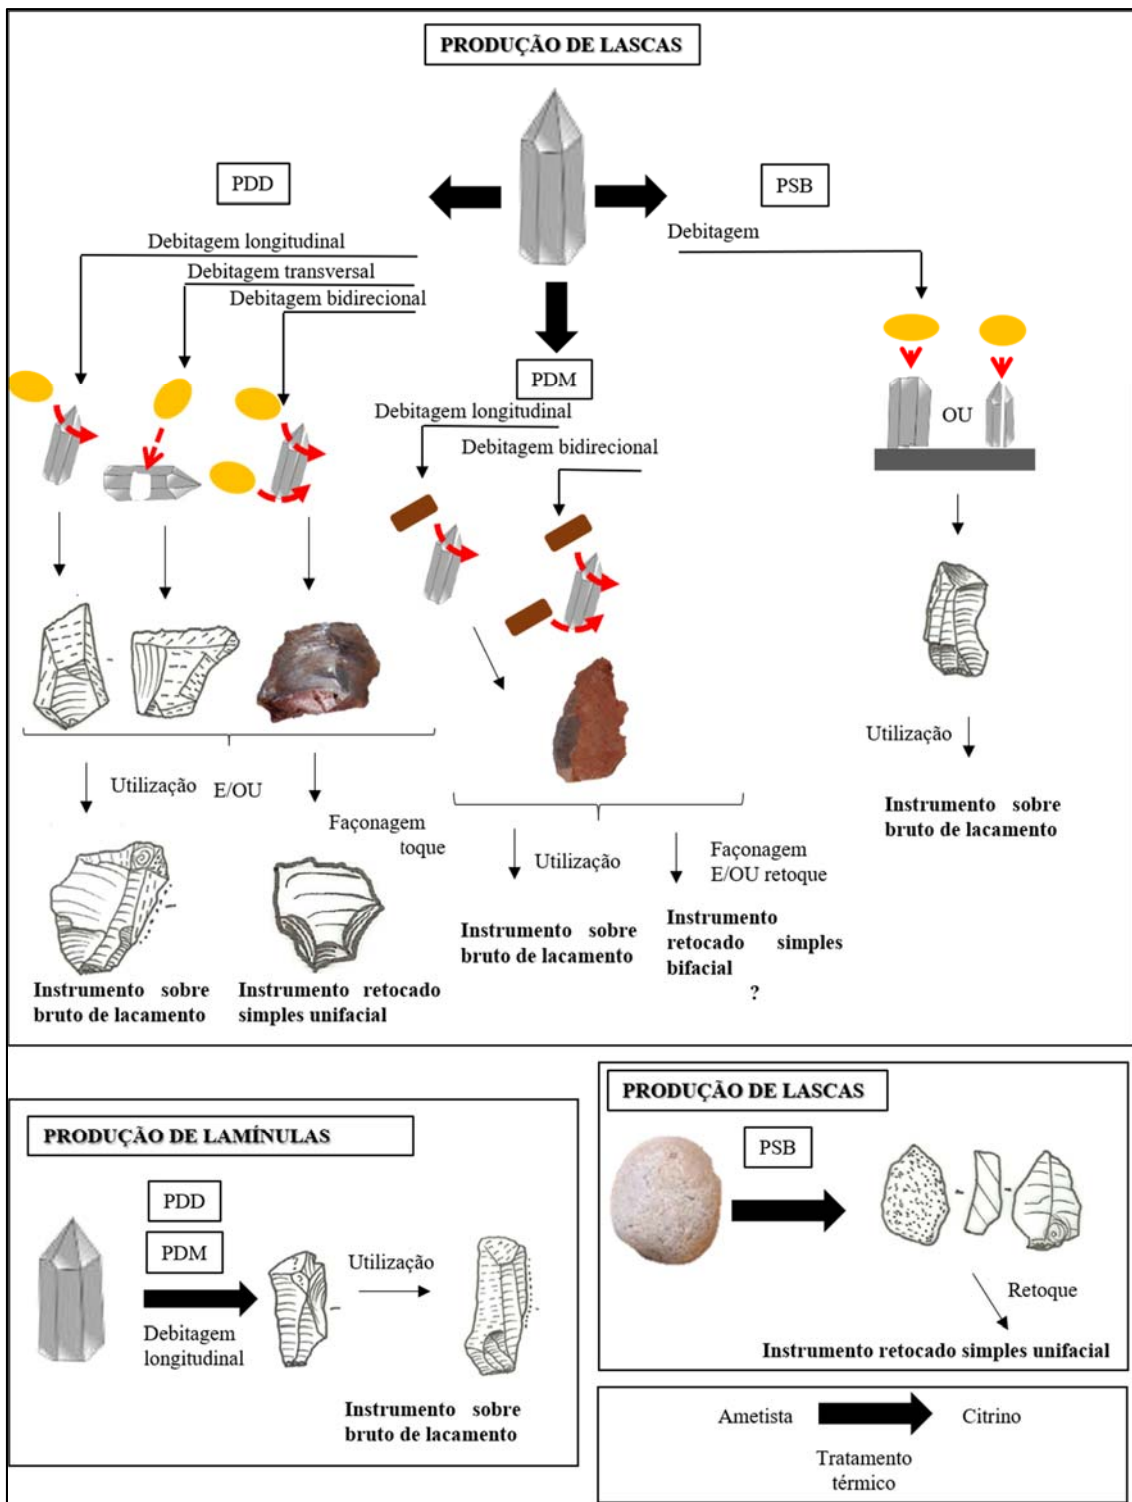 PRODUÇÃO DE LASCAS
PDD
PSB
Debitagem longitudinal
Debitagem transversal
Debitagem bidirecional
Debitagem
PDM
Debitagem longitudinal
Debitagem bidirecional
OU
Utilização
E/OU
Façonagem
toque
Instrumento sobre
bruto de lacamento
Instrumento retocado
simples unifacial
Utilização
Façonagem
E/OU retoque
Instrumento sobre
bruto de lacamento
Instrumento
retocado simples
bifacial
?
Utilização
Instrumento sobre
bruto de lacamento
PRODUÇÃO DE LAMÍNULAS
PDD
PDM
Debitagem
longitudinal
Utilização
Instrumento sobre
bruto de lacamento
PRODUÇÃO DE LASCAS
PSB
Retoque
Instrumento retocado simples unifacial
Ametista
Citrino
Tratamento
térmico